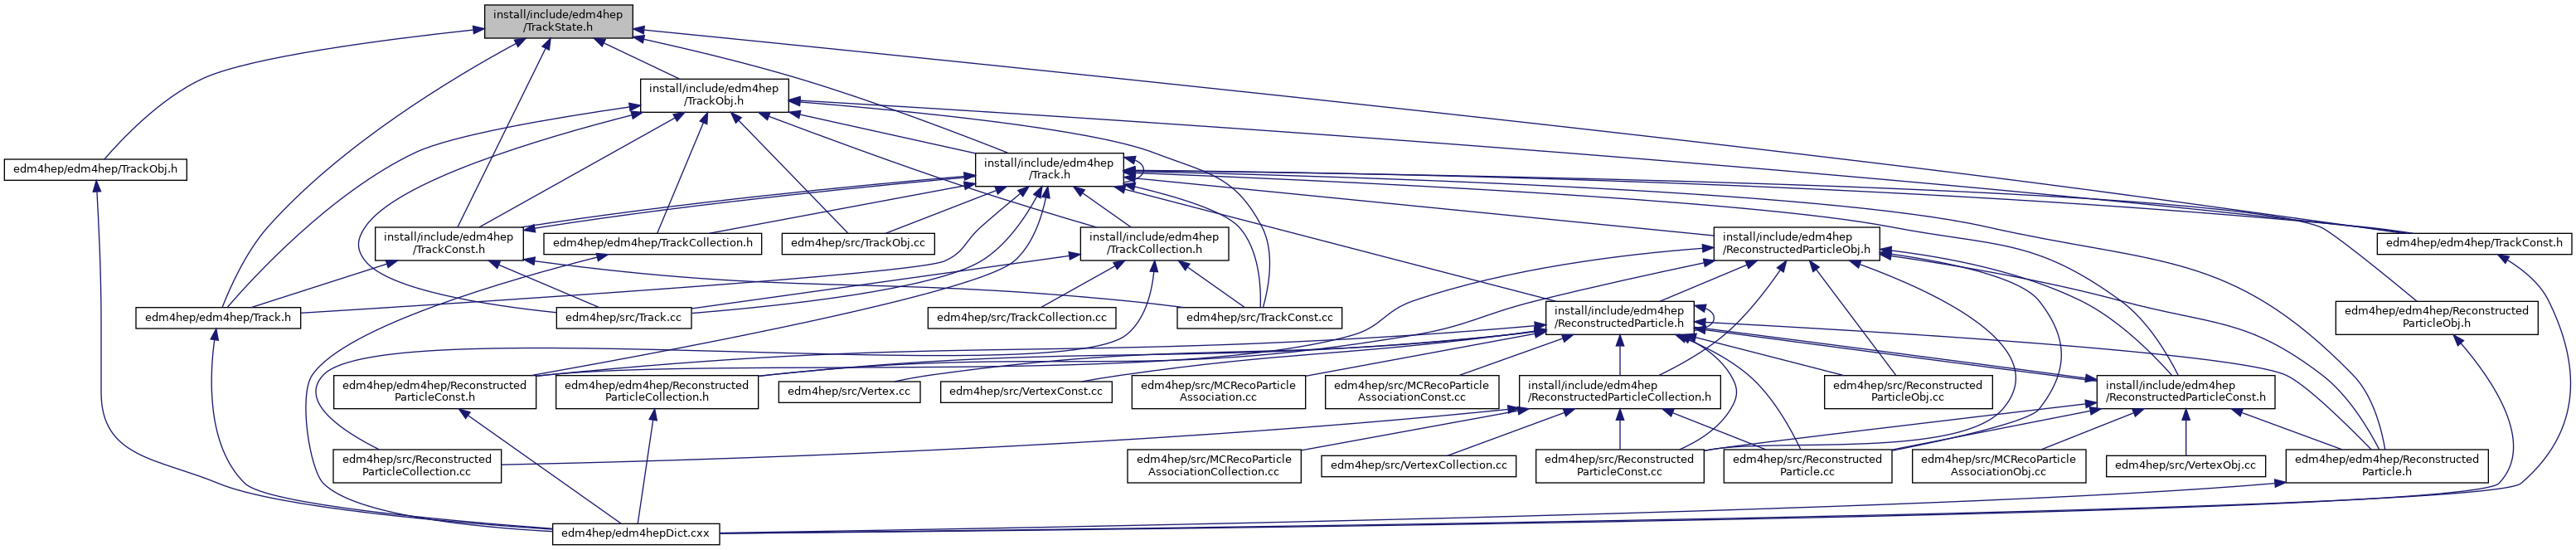 install/include/edm4hep
/TrackState.h
install/include/edm4hep
/TrackObj.h
edm4hep/edm4hep/TrackObj.h
install/include/edm4hep
/Track.h
install/include/edm4hep
/TrackConst.h
edm4hep/edm4hep/TrackCollection.h
edm4hep/src/TrackObj.cc
install/include/edm4hep
/TrackCollection.h
install/include/edm4hep
/ReconstructedParticleObj.h
edm4hep/edm4hep/TrackConst.h
edm4hep/edm4hep/Track.h
edm4hep/src/Track.cc
edm4hep/src/TrackCollection.cc
edm4hep/src/TrackConst.cc
install/include/edm4hep
/ReconstructedParticle.h
edm4hep/edm4hep/Reconstructed
ParticleObj.h
edm4hep/edm4hep/Reconstructed
ParticleConst.h
edm4hep/edm4hep/Reconstructed
ParticleCollection.h
edm4hep/src/Vertex.cc
edm4hep/src/VertexConst.cc
edm4hep/src/MCRecoParticle
Association.cc
edm4hep/src/MCRecoParticle
AssociationConst.cc
install/include/edm4hep
/ReconstructedParticleCollection.h
edm4hep/src/Reconstructed
ParticleObj.cc
install/include/edm4hep
/ReconstructedParticleConst.h
edm4hep/src/Reconstructed
ParticleCollection.cc
edm4hep/src/MCRecoParticle
AssociationCollection.cc
edm4hep/src/VertexCollection.cc
edm4hep/src/Reconstructed
ParticleConst.cc
edm4hep/src/Reconstructed
Particle.cc
edm4hep/src/MCRecoParticle
AssociationObj.cc
edm4hep/src/VertexObj.cc
edm4hep/edm4hep/Reconstructed
Particle.h
edm4hep/edm4hepDict.cxx